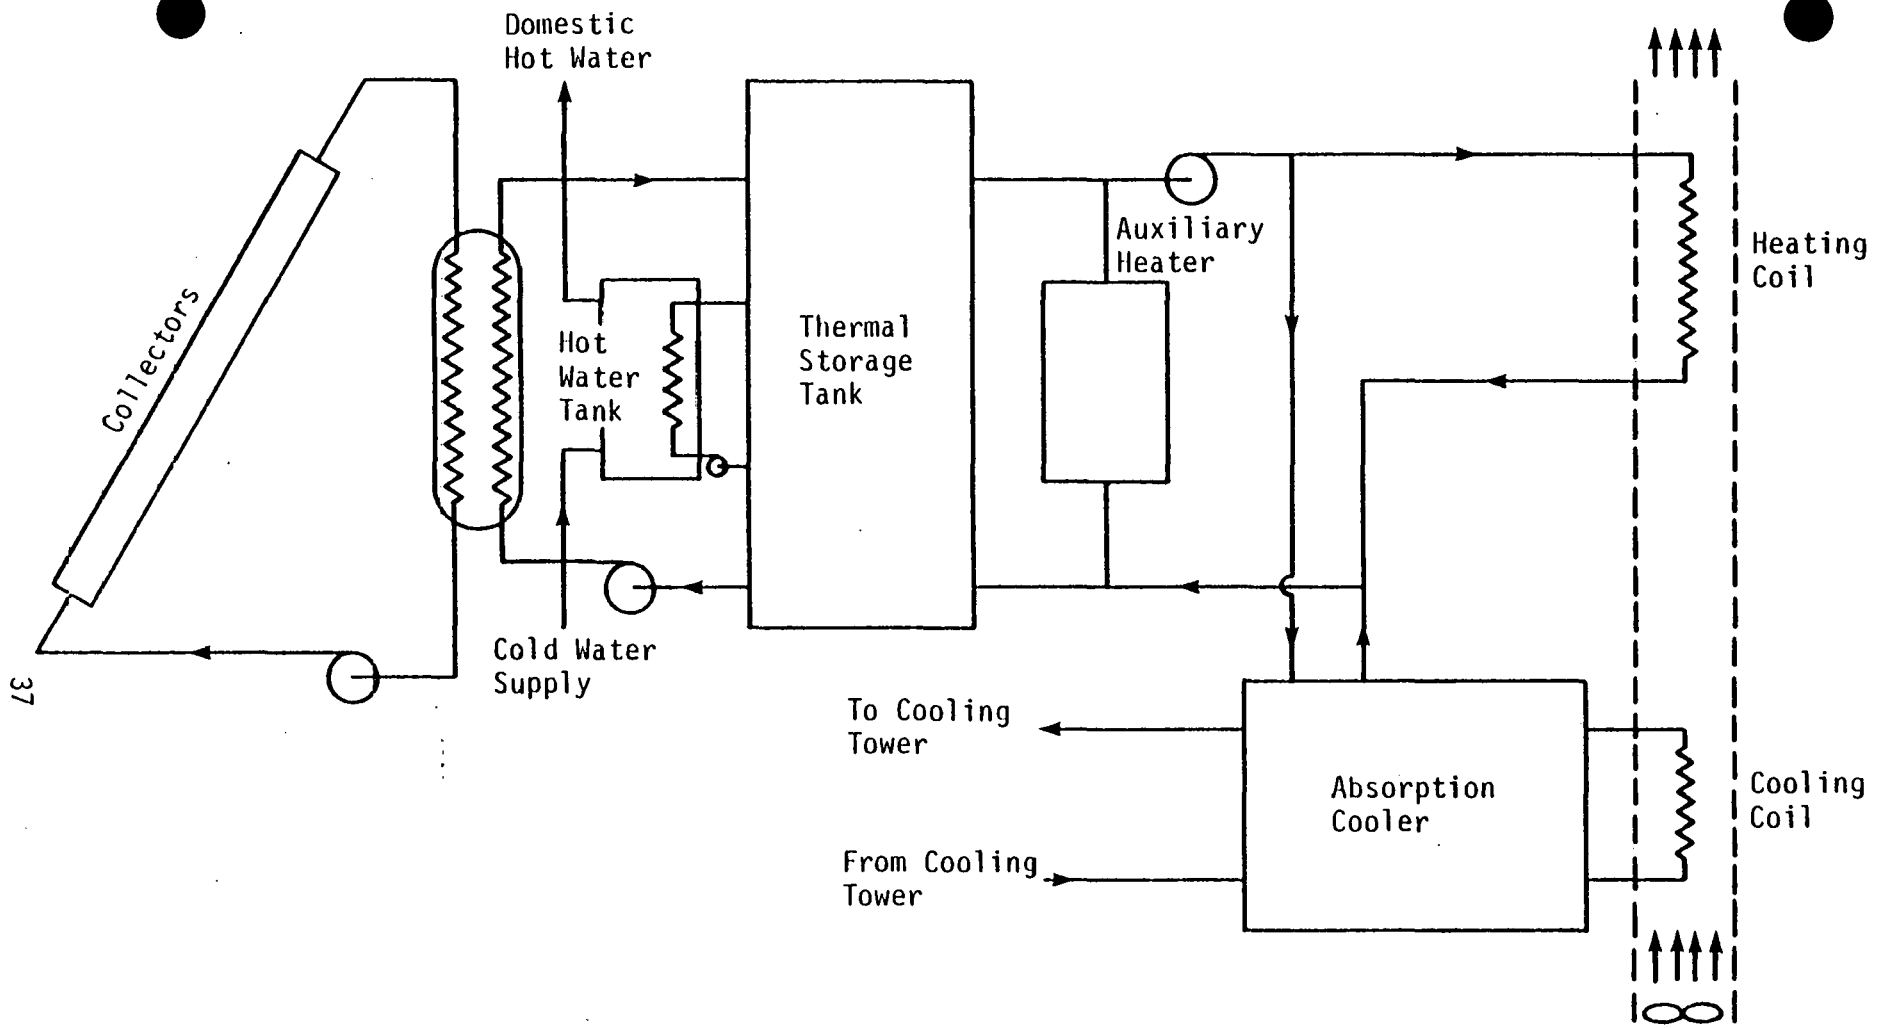 Domestic
Hot Water
Collectors
Hot
Water
Tank
Thermal
Storage
Tank
Auxiliary
Heater
Heating
Coil
Cold Water
Supply
37
To Cooling
Tower
Absorption
Cooler
Cooling
Coil
From Cooling
Tower